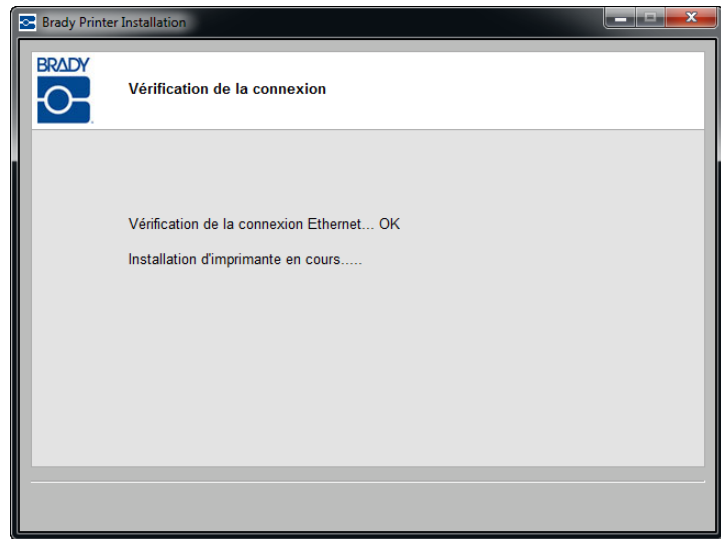 Brady Printer Installation
BRADY
Vérification de la connexion
Vérification de la connexion Ethernet... OK
Installation d'imprimante en cours.....